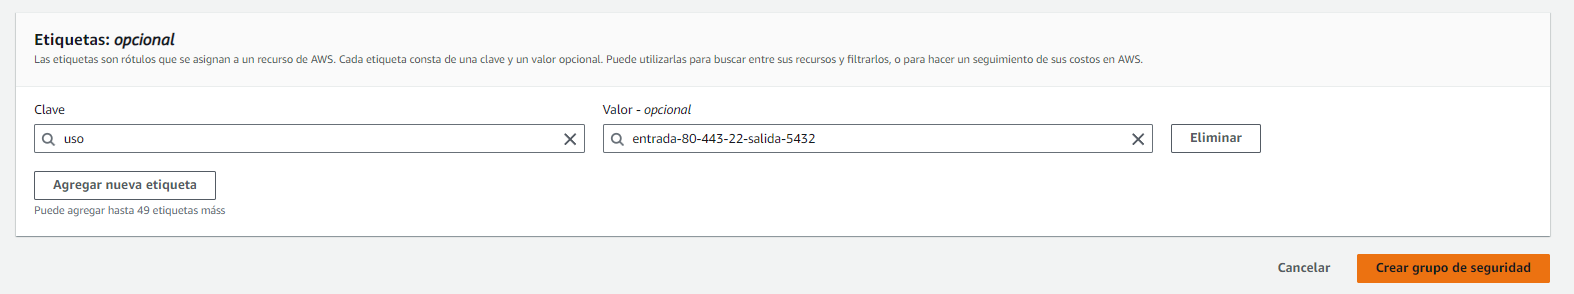 Etiquetas: opcional
Las etiquetas son rótulos que se asignan a un recurso de AWS. Cada etiqueta consta de una clave y un valor opcional. Puede utilizarlas para buscar entre sus recursos y filtrarlos, o para hacer un seguimiento de sus costos en AWS.
Clave
Valor - opcional
uso
entrada-80-443-22-salida-5432
Eliminar
Agregar nueva etiqueta
Puede agregar hasta 49 etiquetas máss
Cancelar
Crear grupo de seguridad